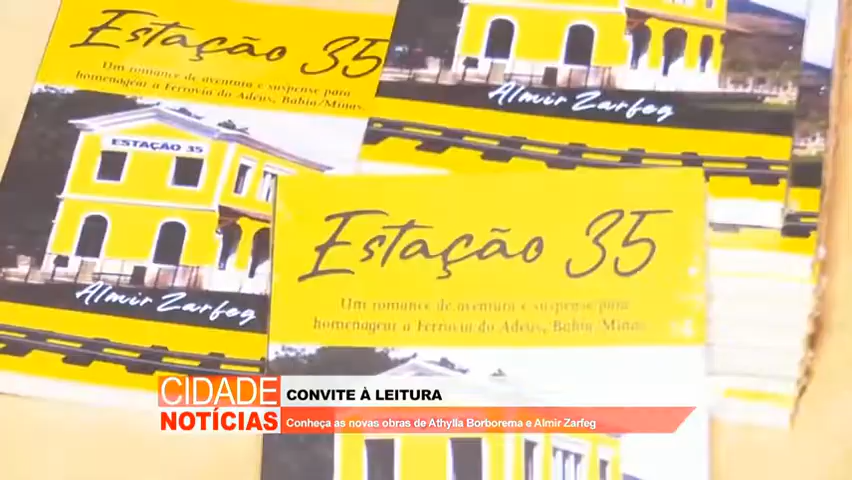 Estação 35
Um romance de aventura e suspense para
homenagear a Ferrovia do Adeus, Bahia/Minas.
Almir Zarfeg
ESTAÇÃO 35
Almir Zarfeg
Estação 35
Um romance de aventura e suspense para
homenagear a Ferrovia do Adeus, Bahia/Minas.
CIDADE
NOTÍCIAS
CONVITE À LEITURA
Conheça as novas obras de Athylla Borborema e Almir Zarfeg